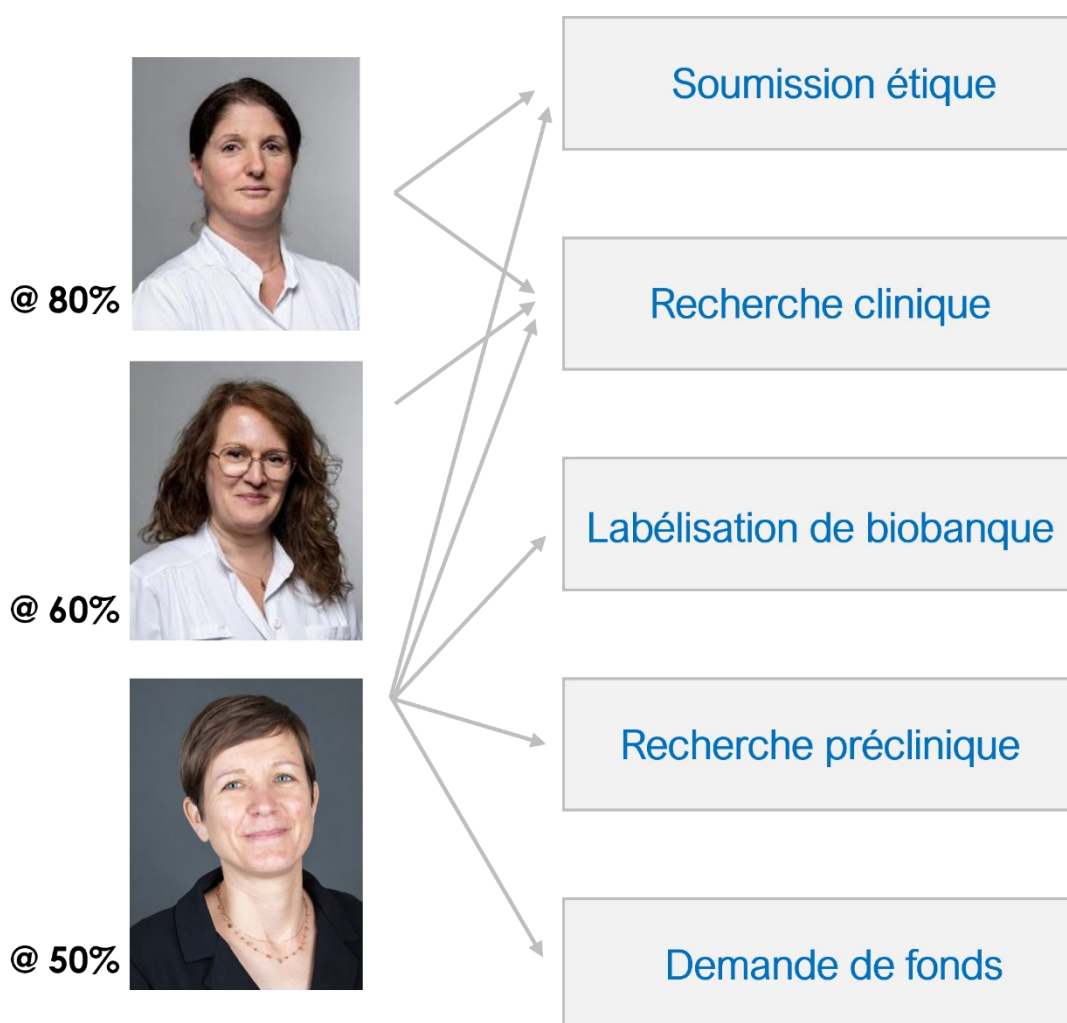 Soumission étique
@ 80%
Recherche clinique
Labélisation de biobanque
@ 60%
Recherche préclinique
@ 50%
Demande de fonds